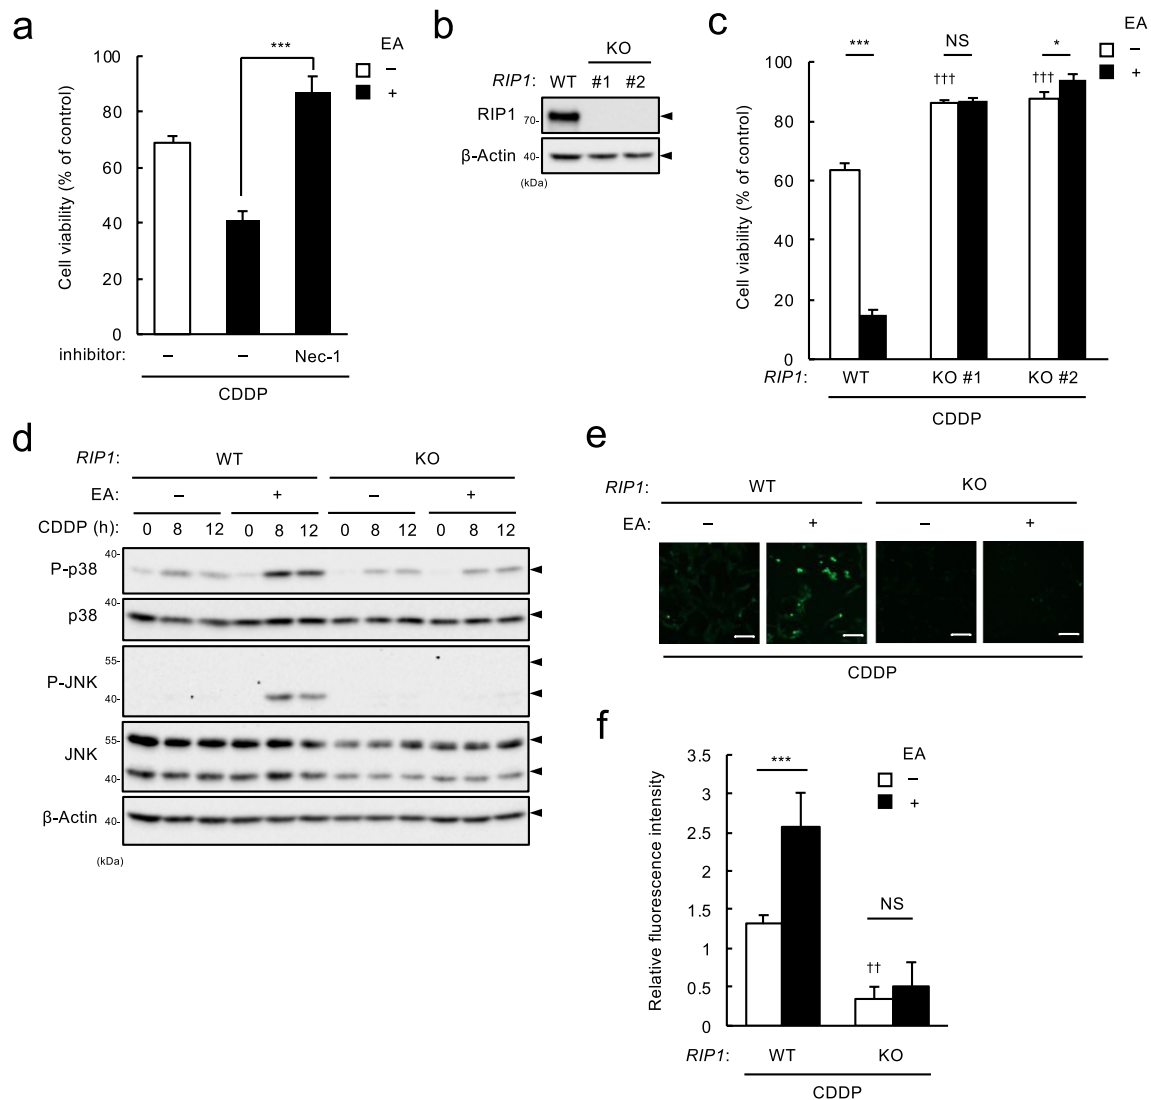 a
Cell viability (% of control)
100
80
60
40
20
0
***
EA
–
+
inhibitor: – – Nec-1
CDDP
b
KO
RIP1: WT #1 #2
RIP1 70-
β-Actin 40-
(kDa)
c
Cell viability (% of control)
100
80
60
40
20
0
*** NS *
††† †††
EA
–
+
RIP1: WT KO #1 KO #2
CDDP
d
RIP1: WT KO
EA: – + – +
CDDP (h): 0 8 12 0 8 12 0 8 12 0 8 12
P-p38 40-
p38 40-
P-JNK 55- 40-
JNK 55- 40-
β-Actin 40-
(kDa)
e
RIP1: WT KO
EA: – + – +
CDDP
f
Relative fluorescence intensity
3.5
3
2.5
2
1.5
1
0.5
0
***
NS
††
EA
–
+
RIP1: WT KO
CDDP